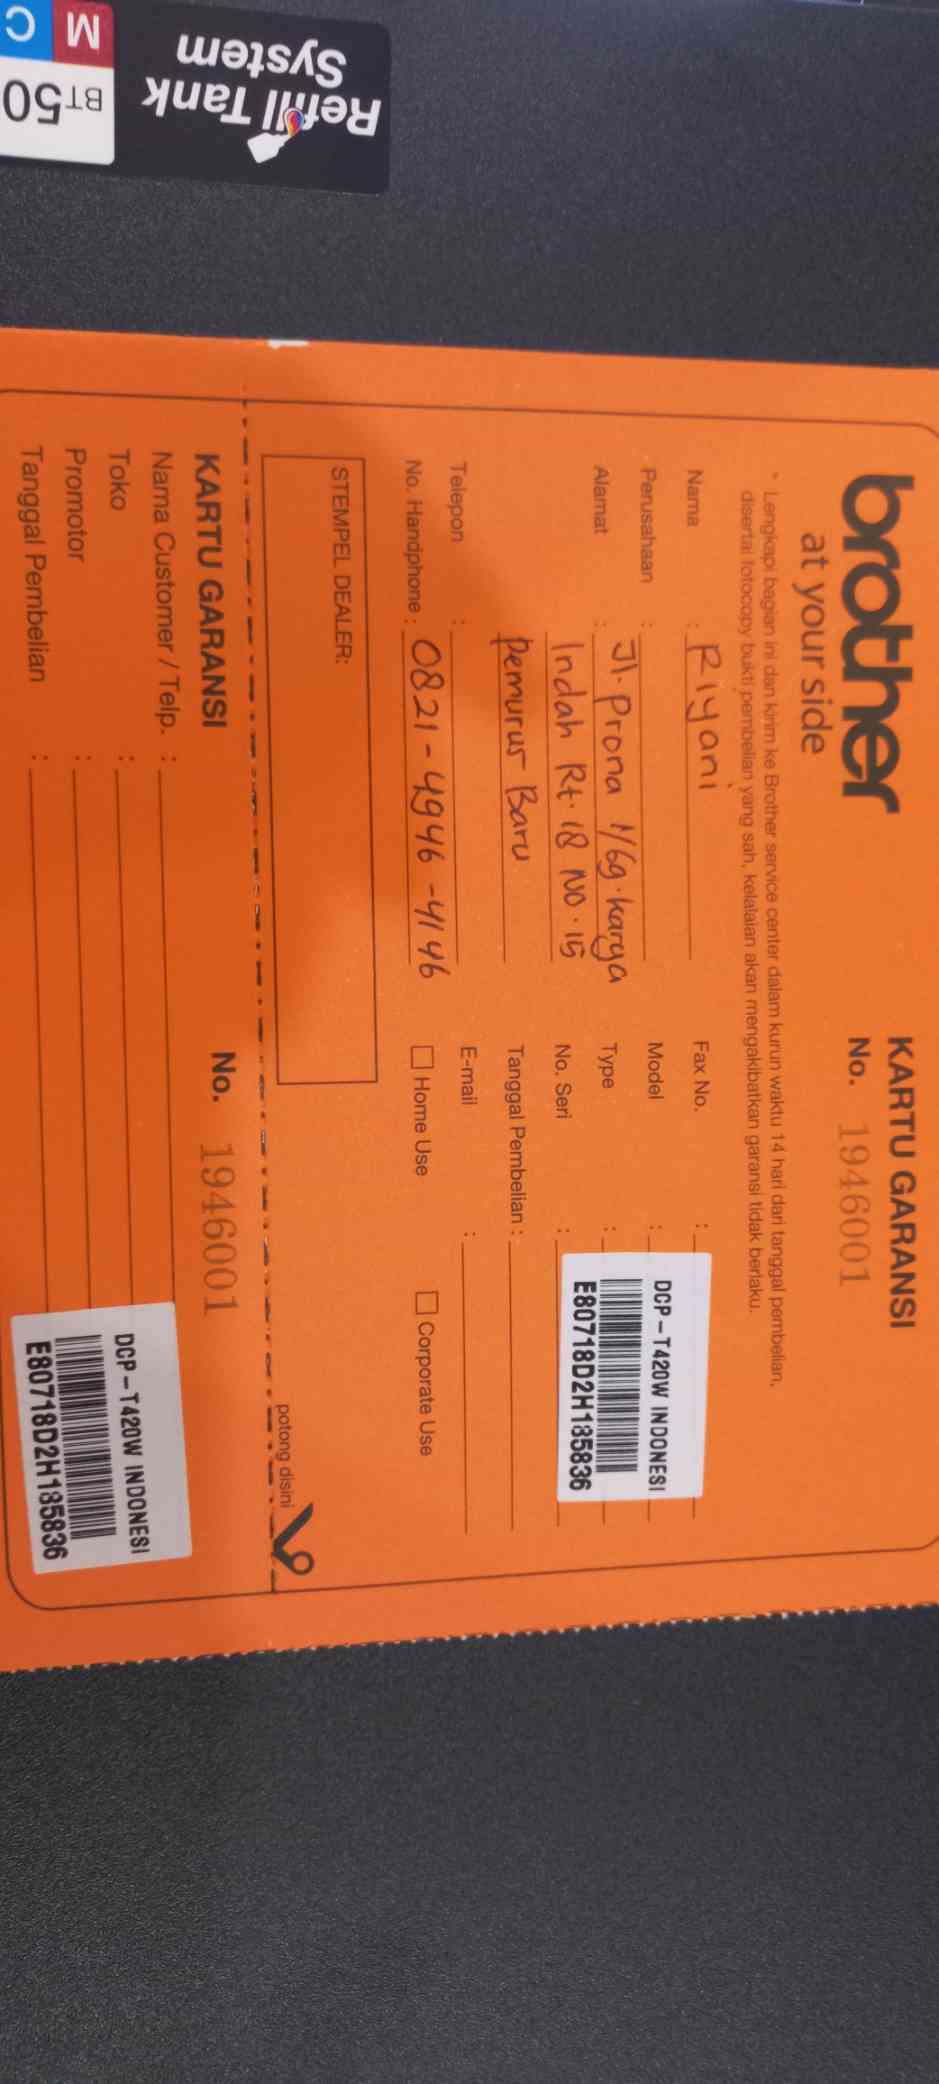 brother
at your side
KARTU GARANSI
No. 1946001
* Lengkapi bagian ini dan kirim ke Brother service center dalam kurun waktu 14 hari dari tanggal pembelian,
disertai fotocopy bukti pembelian yang sah, kelalaian akan mengakibatkan garansi tidak berlaku.
Nama : Riyani
Perusahaan :
Alamat : Jl. Prona 1/Gg. karya
Indah Rt. 18 No. 15
Pemurus Baru
Telepon :
No. Handphone : 0821-4946-4146
Fax No. :
Model :
Type :
No. Seri :
DCP-T420W INDONESI
E80718D2H185836
Tanggal Pembelian :
E-mail :
Home Use
Corporate Use
STEMPEL DEALER:
potong disini
KARTU GARANSI
No. 1946001
Nama Customer / Telp. :
Toko :
Promotor :
Tanggal Pembelian :
DCP-T420W INDONESI
E80718D2H185836
Refill Tank
System
M
C
BT50